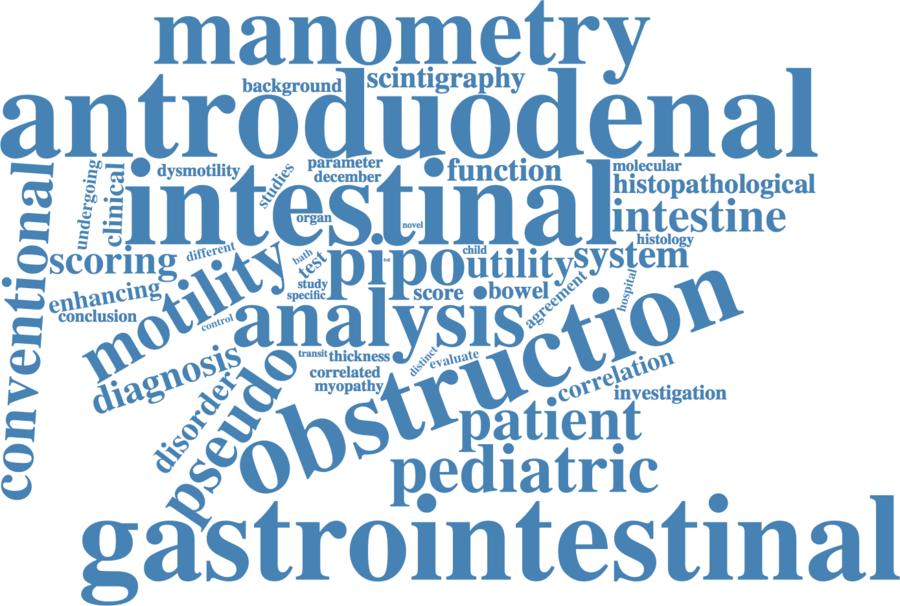 manometry
background
scintigraphy
antroduodenal
conventional
undergoing
clinical
dysmotility
studies
parameter
december
function
molecular
histopathological
intestinal
organ
novel
intestine
histology
scoring
different
bath
test
pipo
child
utility
system
enhancing
motility
study
specific
score
bowel
agreement
hospital
conclusion
control
analysis
obstruction
diagnosis
transit
thickness
distinct
evaluate
correlated
myopathy
correlation
investigation
disorder
pseudo
patient
pediatric
gastrointestinal